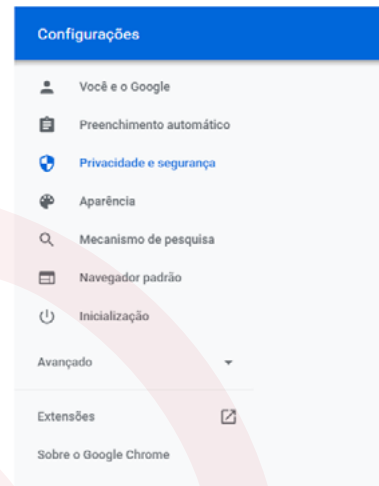 Configurações
Você e o Google
Preenchimento automático
Privacidade e segurança
Aparência
Mecanismo de pesquisa
Navegador padrão
Inicialização
Avançado
Extensões
Sobre o Google Chrome